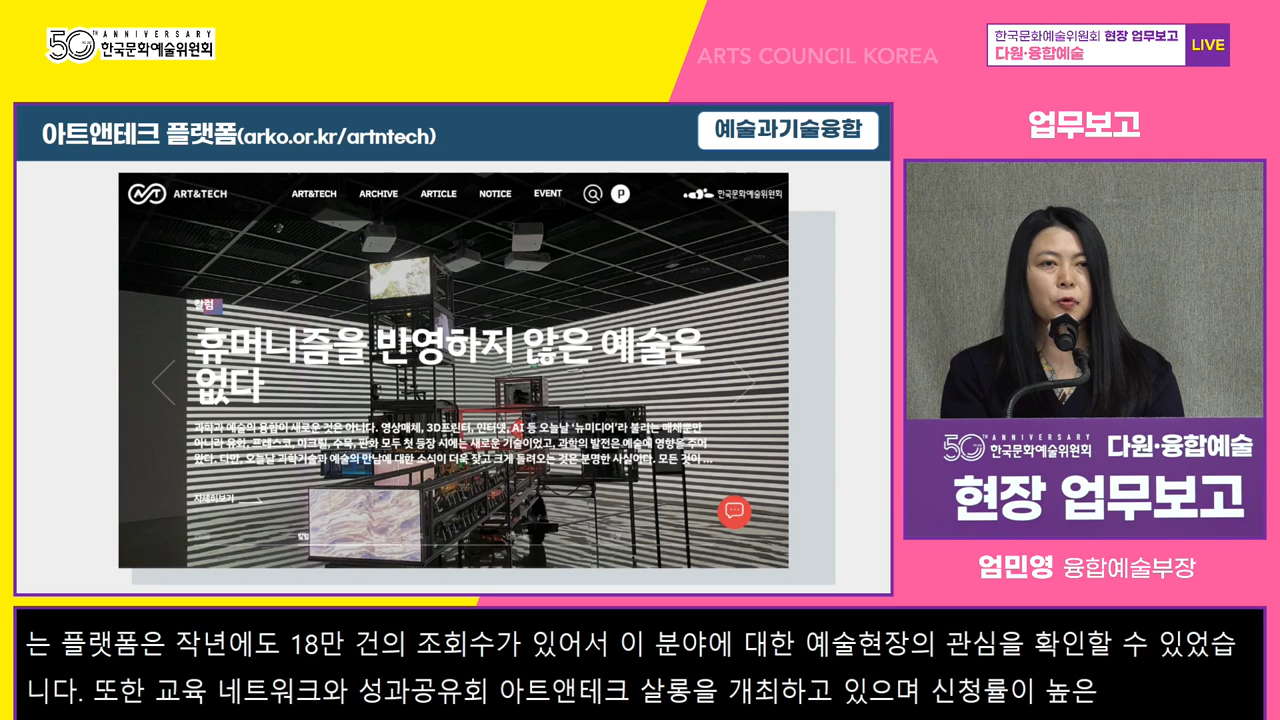 50TH ANNIVERSARY
한국문화예술위원회
ARTS COUNCIL KOREA
한국문화예술위원회 현장 업무보고
다원·융합예술
LIVE
아트앤테크 플랫폼(arko.or.kr/artntech)
예술과기술융합
업무보고
ART&TECH
ART&TECH ARCHIVE ARTICLE NOTICE EVENT P
한국문화예술위원회
칼럼
휴머니즘을 반영하지 않은 예술은
없다
과학과 예술의 융합이 새로운 것은 아니다. 영상매체, 3D프린터, 인터넷, AI 등 오늘날 ‘뉴미디어’라 불리는 매체뿐만
아니라 유화, 프레스코, 아크릴, 수묵, 판화 모두 첫 등장 시에는 새로운 기술이었고, 과학의 발전은 예술에 영향을 주어
왔다. 다만, 오늘날 과학기술과 예술의 만남에 대한 소식이 더욱 잦고 크게 들려오는 것은 분명한 사실이다. 모든 것이 ...
자세히보기
칼럼
50TH ANNIVERSARY
한국문화예술위원회
다원·융합예술
현장 업무보고
엄민영 융합예술부장
는 플랫폼은 작년에도 18만 건의 조회수가 있어서 이 분야에 대한 예술현장의 관심을 확인할 수 있었습
니다. 또한 교육 네트워크와 성과공유회 아트앤테크 살롱을 개최하고 있으며 신청률이 높은